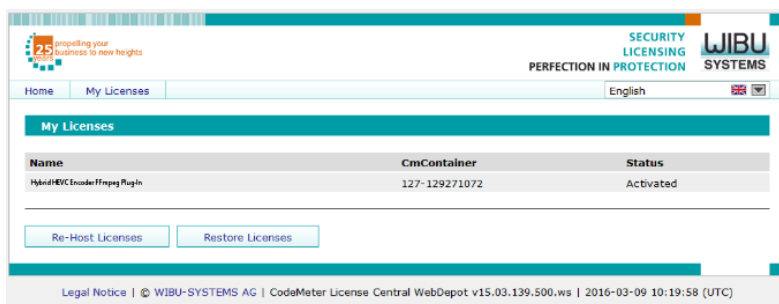 25 years
propelling your
business to new heights
SECURITY
LICENSING
PERFECTION IN PROTECTION
WIBU
SYSTEMS
Home My Licenses English
My Licenses
Name CmContainer Status
Hybrid HEVC Encoder FFmpeg Plug-In 127-129271072 Activated
Re-Host Licenses Restore Licenses
Legal Notice | © WIBU-SYSTEMS AG | CodeMeter License Central WebDepot v15.03.139.500.ws | 2016-03-09 10:19:58 (UTC)